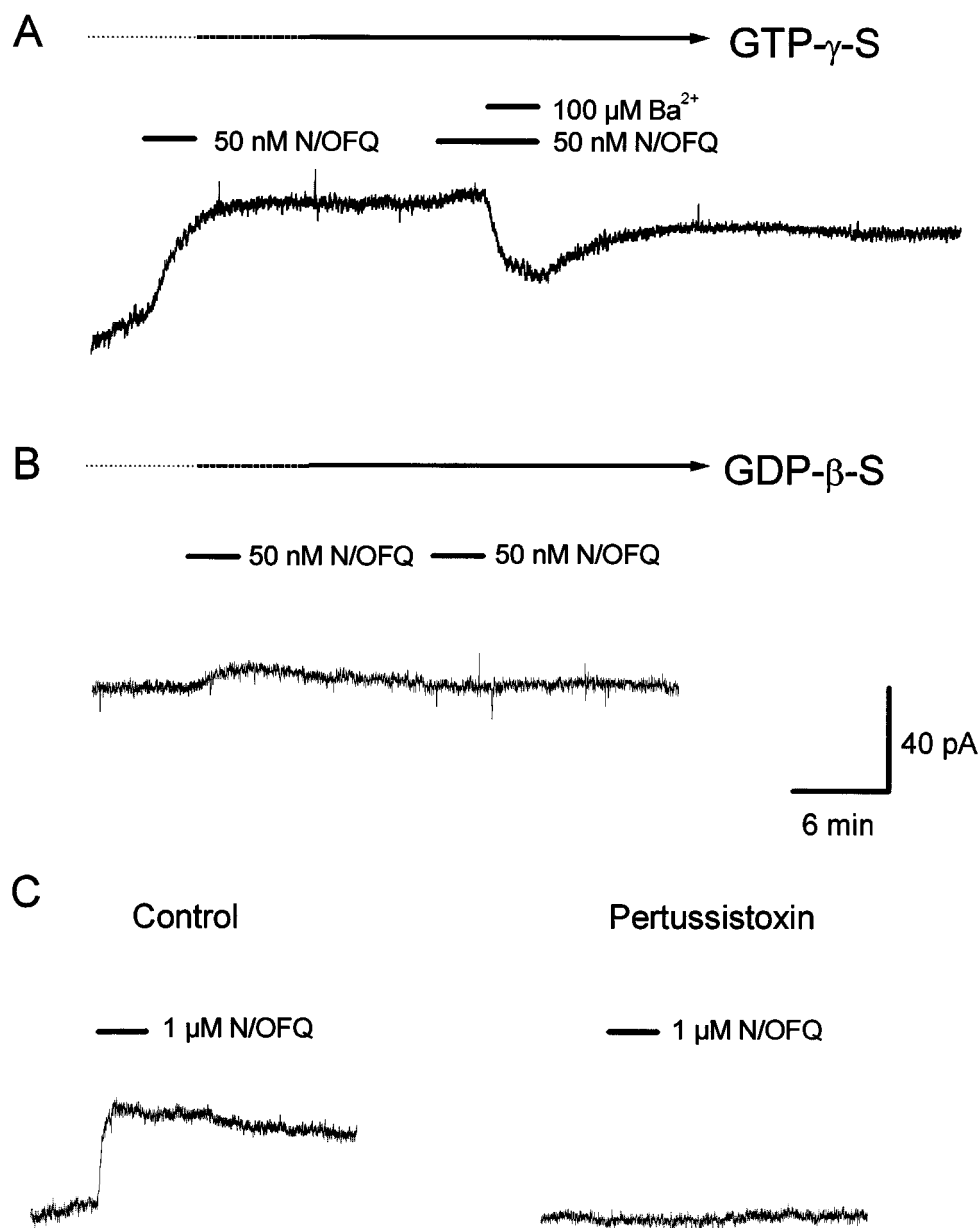 A
GTP-γ-S
100 µM Ba²⁺
50 nM N/OFQ
50 nM N/OFQ
B
GDP-β-S
50 nM N/OFQ
50 nM N/OFQ
40 pA
6 min
C
Control
Pertussistoxin
1 µM N/OFQ
1 µM N/OFQ